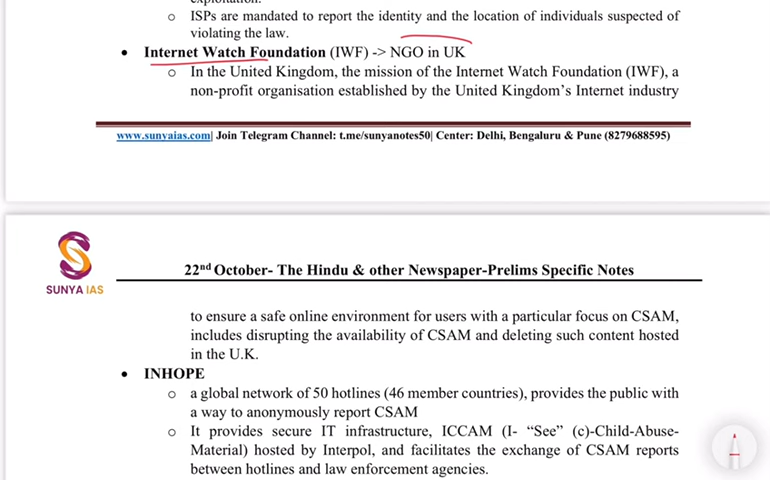 exploitation.
o ISPs are mandated to report the identity and the location of individuals suspected of
violating the law.
• Internet Watch Foundation (IWF) -> NGO in UK
o In the United Kingdom, the mission of the Internet Watch Foundation (IWF), a
non-profit organisation established by the United Kingdom's Internet industry
www.sunyaias.com| Join Telegram Channel: t.me/sunyanotes50| Center: Delhi, Bengaluru & Pune (8279688595)
SUNYA IAS
22nd October- The Hindu & other Newspaper-Prelims Specific Notes
to ensure a safe online environment for users with a particular focus on CSAM,
includes disrupting the availability of CSAM and deleting such content hosted
in the U.K.
• INHOPE
o a global network of 50 hotlines (46 member countries), provides the public with
a way to anonymously report CSAM
o It provides secure IT infrastructure, ICCAM (I- “See” (c)-Child-Abuse-
Material) hosted by Interpol, and facilitates the exchange of CSAM reports
between hotlines and law enforcement agencies.